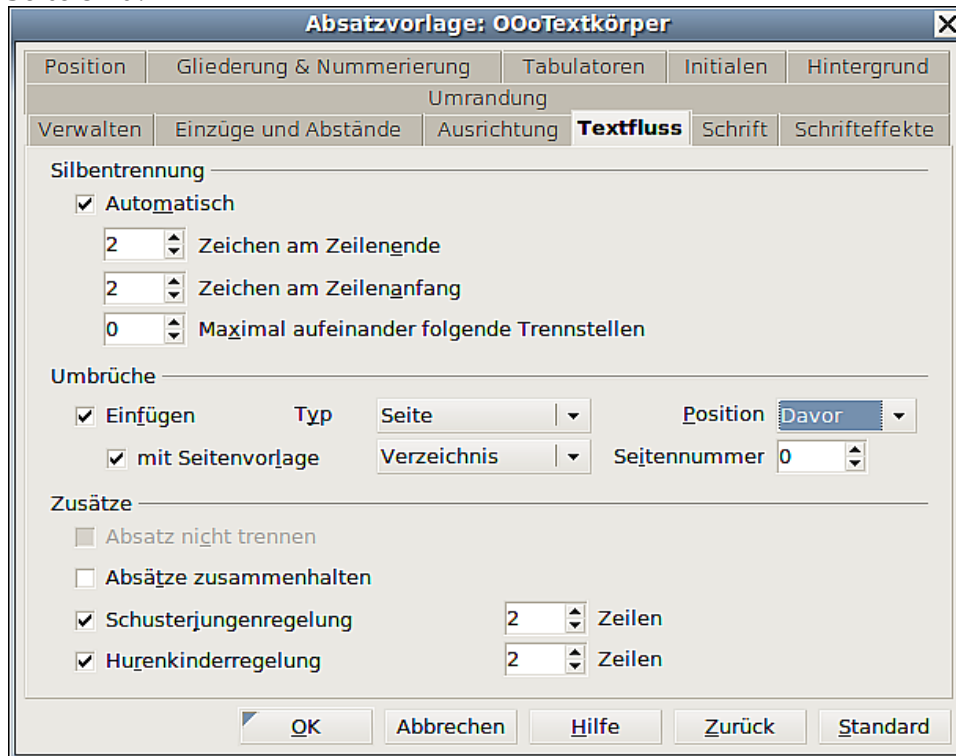 Absatzvorlage: OOoTextkörper
Position Gliederung & Nummerierung Tabulatoren Initialen Hintergrund
Umrandung
Verwalten Einzüge und Abstände Ausrichtung Textfluss Schrift Schrifteffekte
Silbentrennung
Automatisch
2 Zeichen am Zeilenende
2 Zeichen am Zeilenanfang
0 Maximal aufeinander folgende Trennstellen
Umbrüche
Einfügen Typ Seite Position Davor
mit Seitenvorlage Verzeichnis Seitennummer 0
Zusätze
Absatz nicht trennen
Absätze zusammenhalten
Schusterjungenregelung 2 Zeilen
Hurenkinderregelung 2 Zeilen
OK Abbrechen Hilfe Zurück Standard